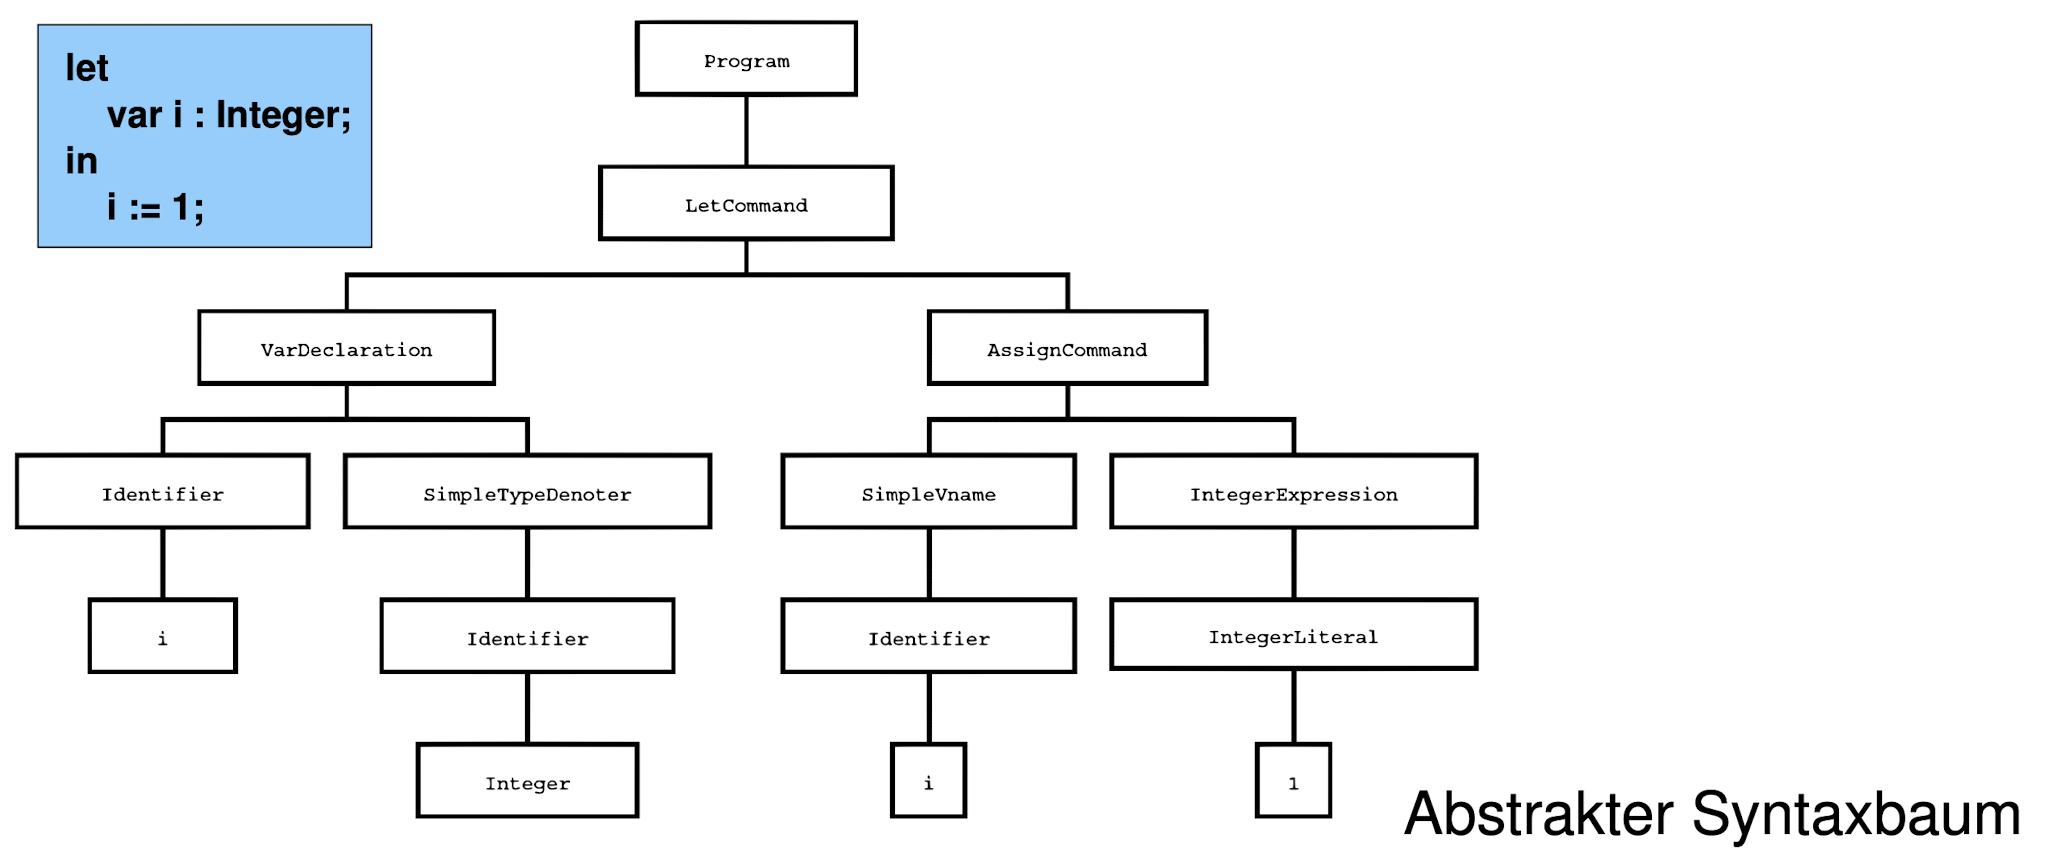 let
var i : Integer;
in
i := 1;
Program
LetCommand
VarDeclaration
AssignCommand
Identifier
SimpleTypeDenoter
SimpleVname
IntegerExpression
i
Identifier
Identifier
IntegerLiteral
Integer
i
1
Abstrakter Syntaxbaum